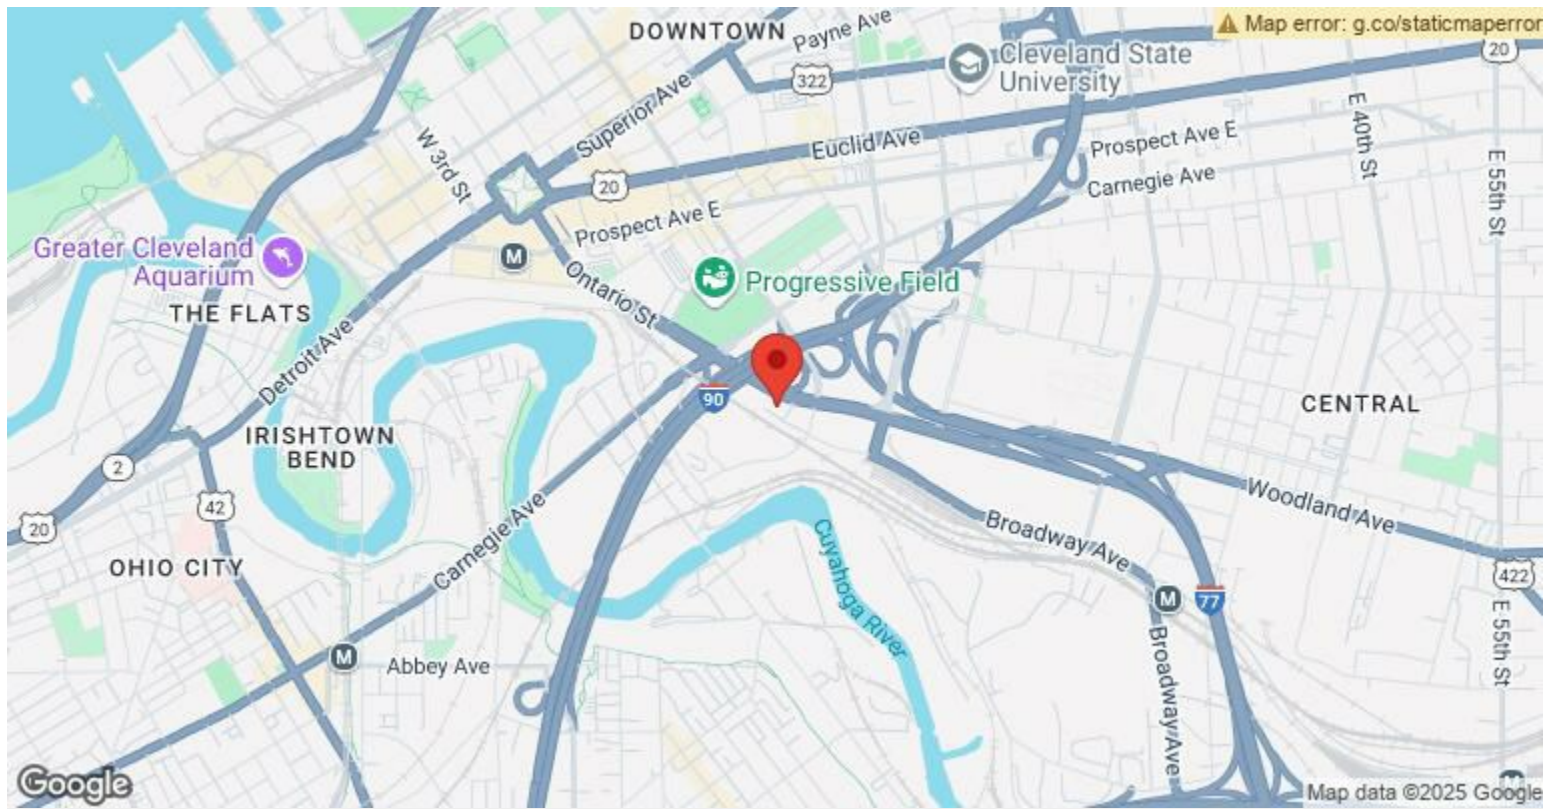 DOWNTOWN
Payne Ave
Map error: g.co/staticmaperror
20
322
Cleveland State
University
Superior Ave
W 3rd St
Euclid Ave
20
Prospect Ave E
Carnegie Ave
E 40th St
E 55th St
Prospect Ave E
M
Greater Cleveland
Aquarium
THE FLATS
Ontario St
Progressive Field
Detroit Ave
90
CENTRAL
IRISHTOWN
BEND
2
42
20
OHIO CITY
Carnegie Ave
Cuyahoga River
Broadway Ave
Woodland Ave
422
M
77
E 55th St
M
Abbey Ave
Broadway Ave
M
Google
Map data ©2025 Google